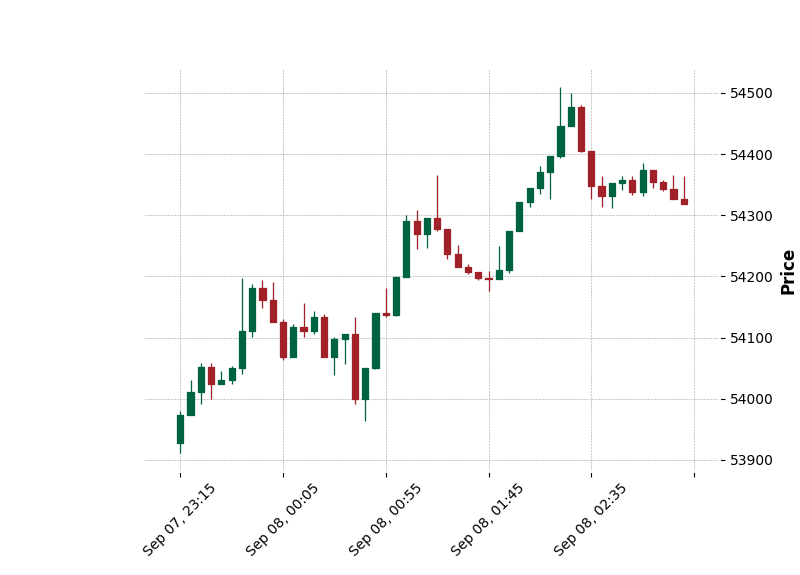 54500
54400
54300
54200
54100
54000
53900
Price
Sep 07, 23:15
Sep 08, 00:05
Sep 08, 00:55
Sep 08, 01:45
Sep 08, 02:35